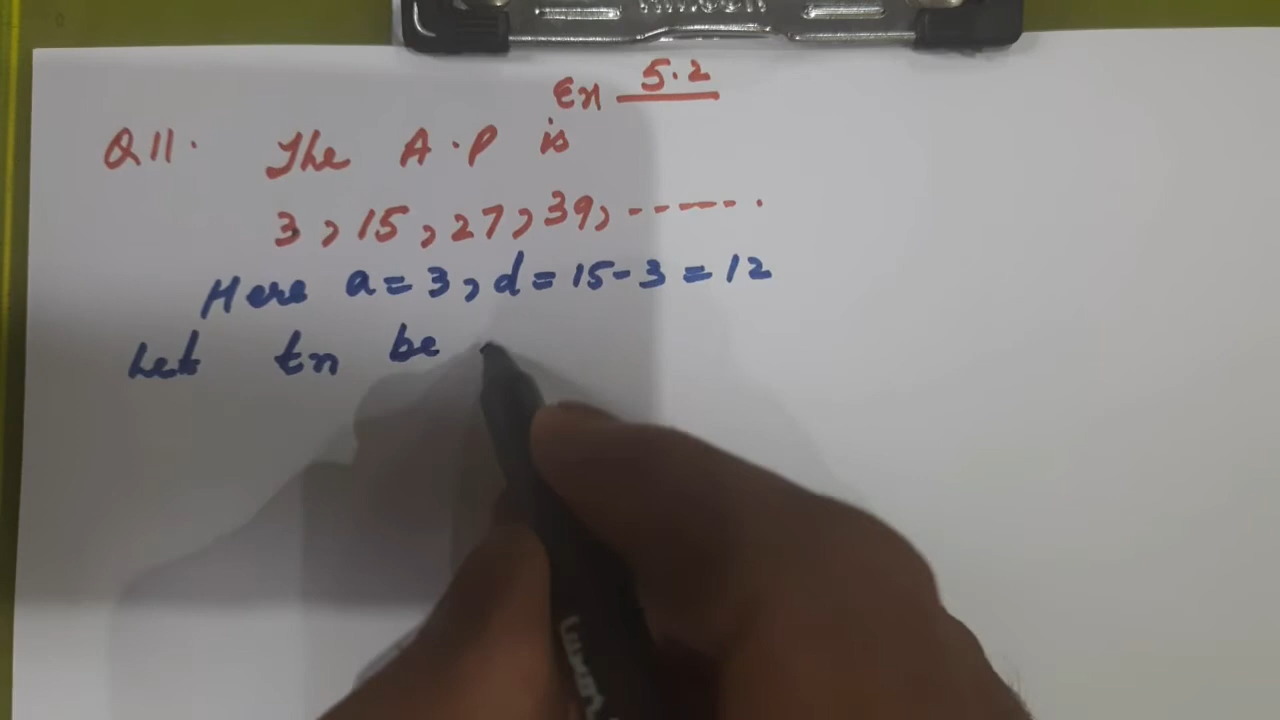 Ex 5.2
Q11. The A.P is
3, 15, 27, 39, -------.
Here a = 3, d = 15 - 3 = 12
Let tn be